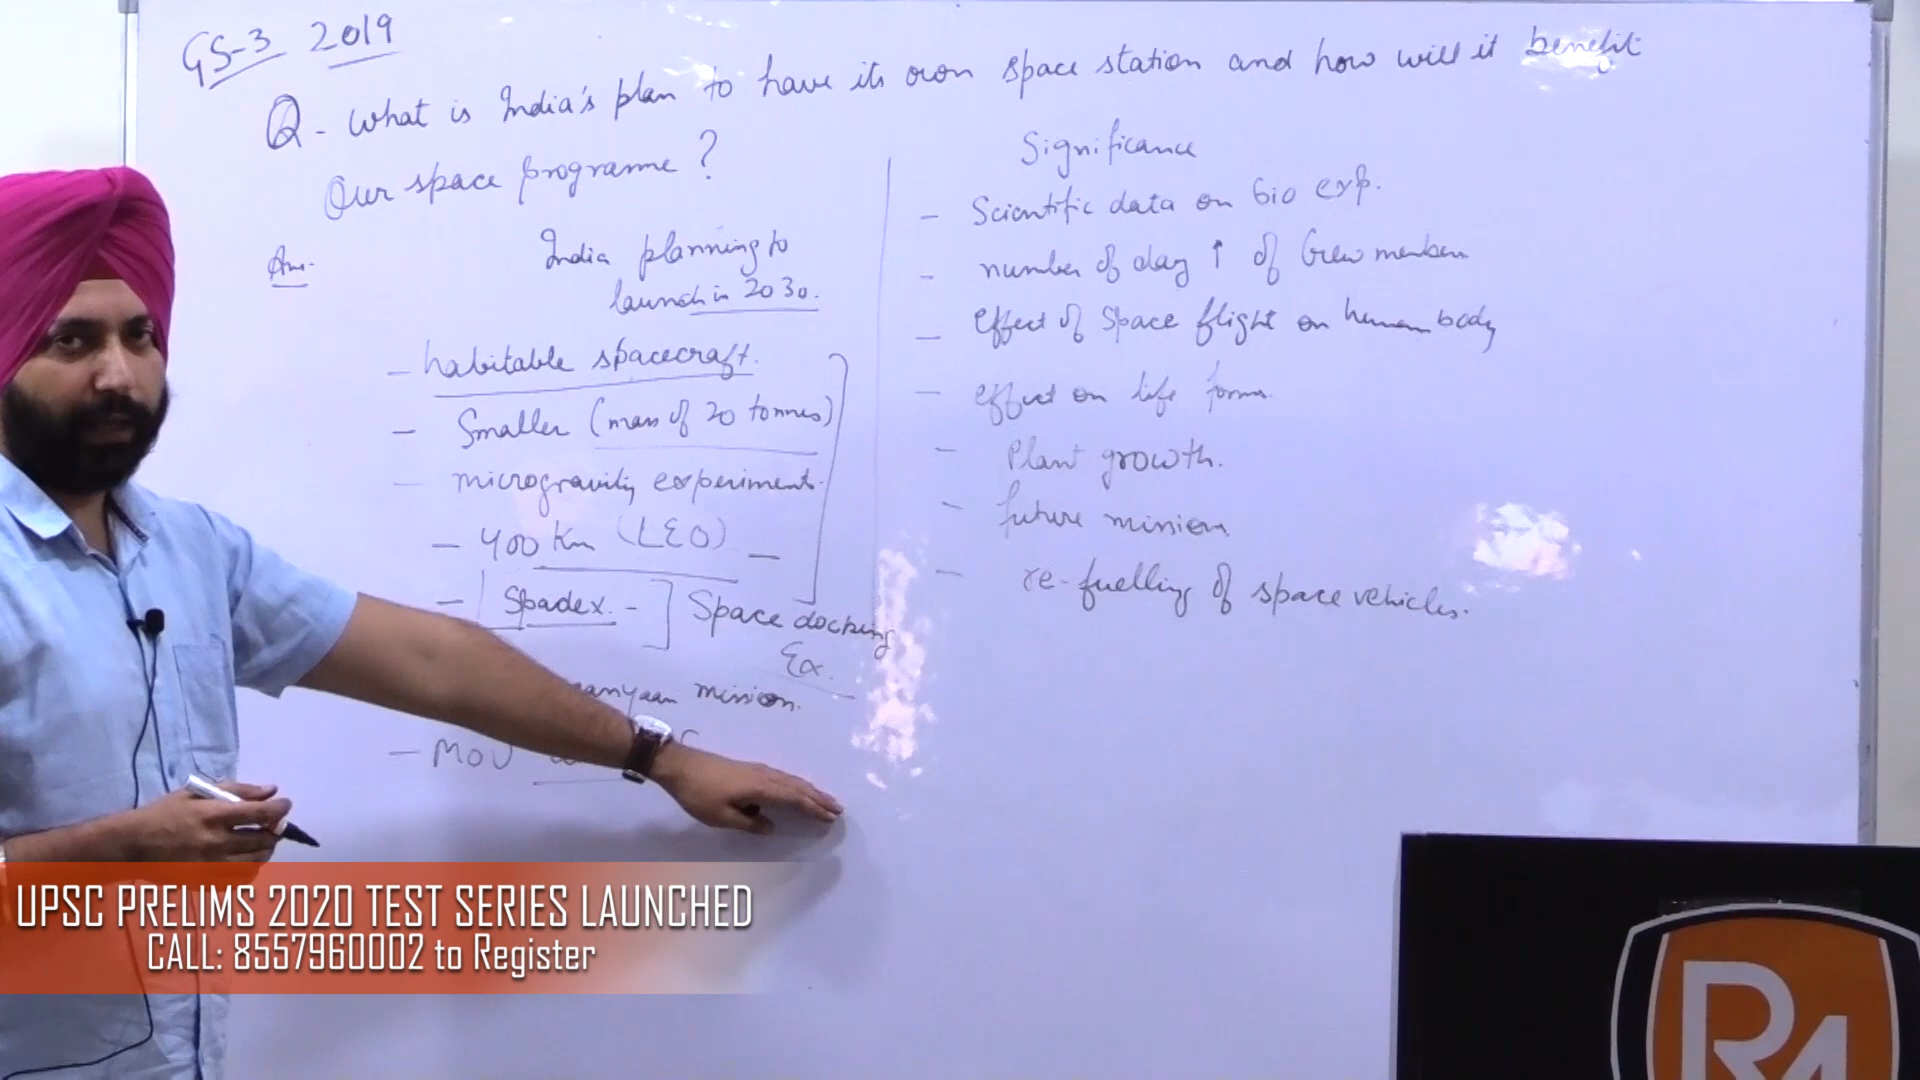 GS-3 2019
Q - What is India's plan to have its own space station and how will it benefit
Our space programme ?
Ans-
India planning to
launch in 2030.
- habitable spacecraft.
- Smaller (mass of 20 tonnes)
- microgravity experiment.
- 400 Km (LEO) -
- Spadex. - ] Space docking
Ex.
anyaan mission.
- MoU
Significance
- Scientific data on bio exp.
- number of day ↑ of Crew members
- effect of Space flight on human body
- effect on life forms.
- Plant growth.
- future mission
- re-fuelling of space vehicles.
UPSC PRELIMS 2020 TEST SERIES LAUNCHED
CALL: 8557960002 to Register